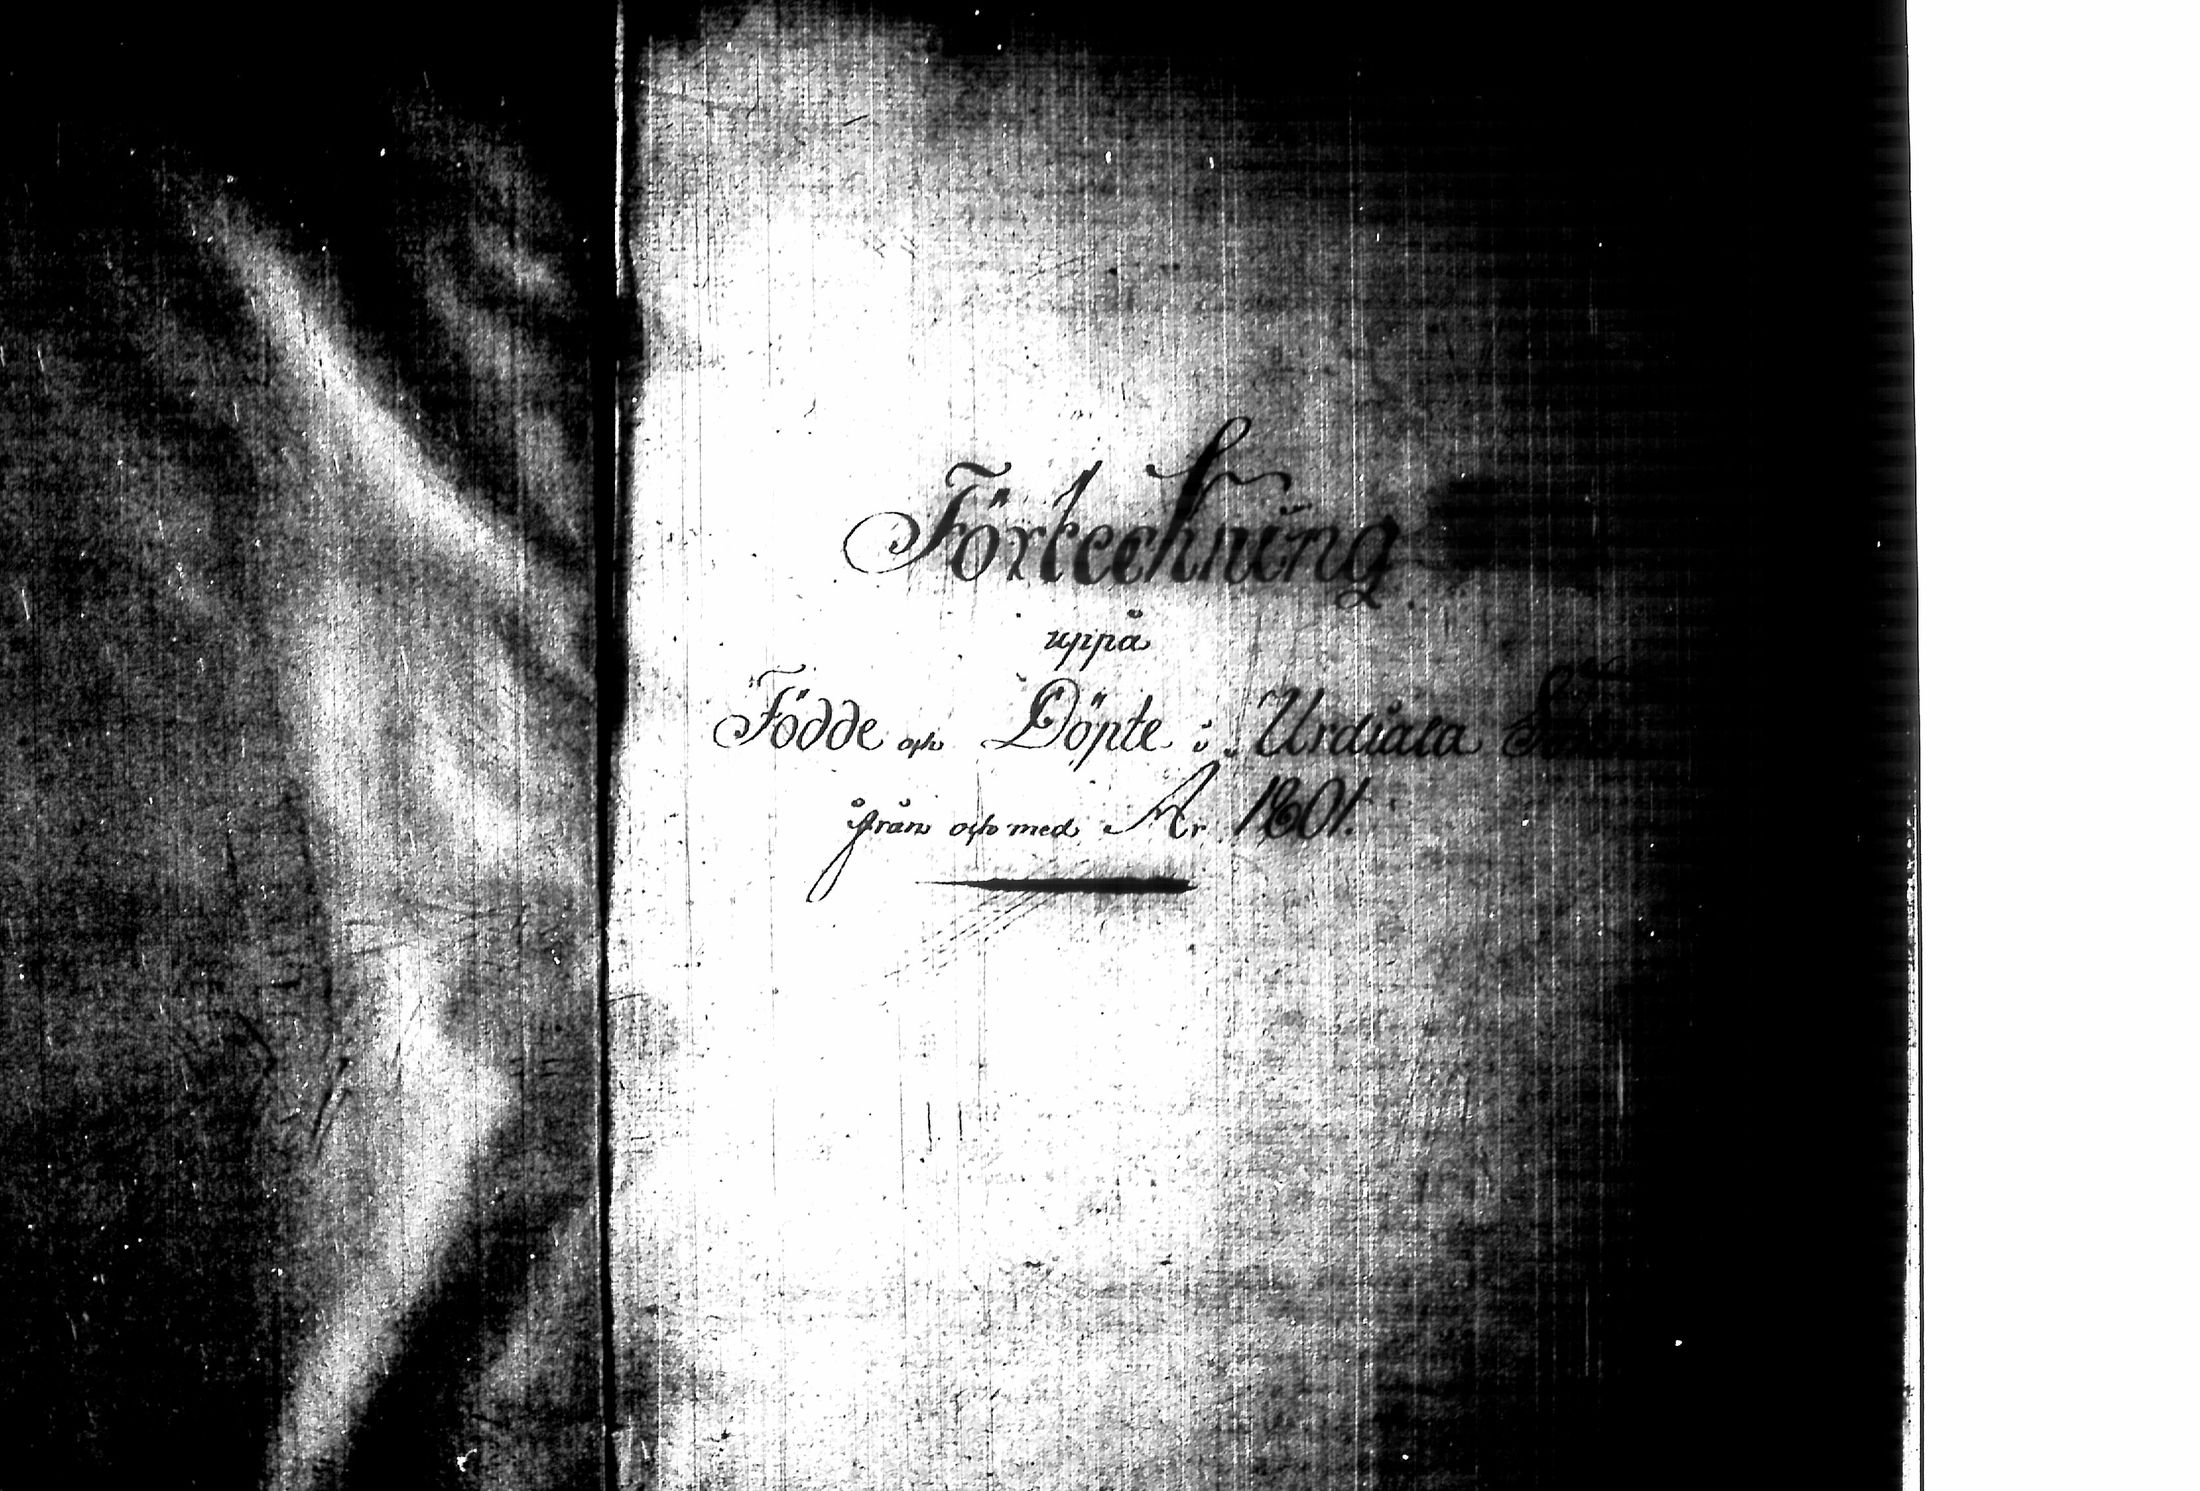 Förteckning
uppå
Födde och Döpte i Urdiala
ifrån och med År 1801.